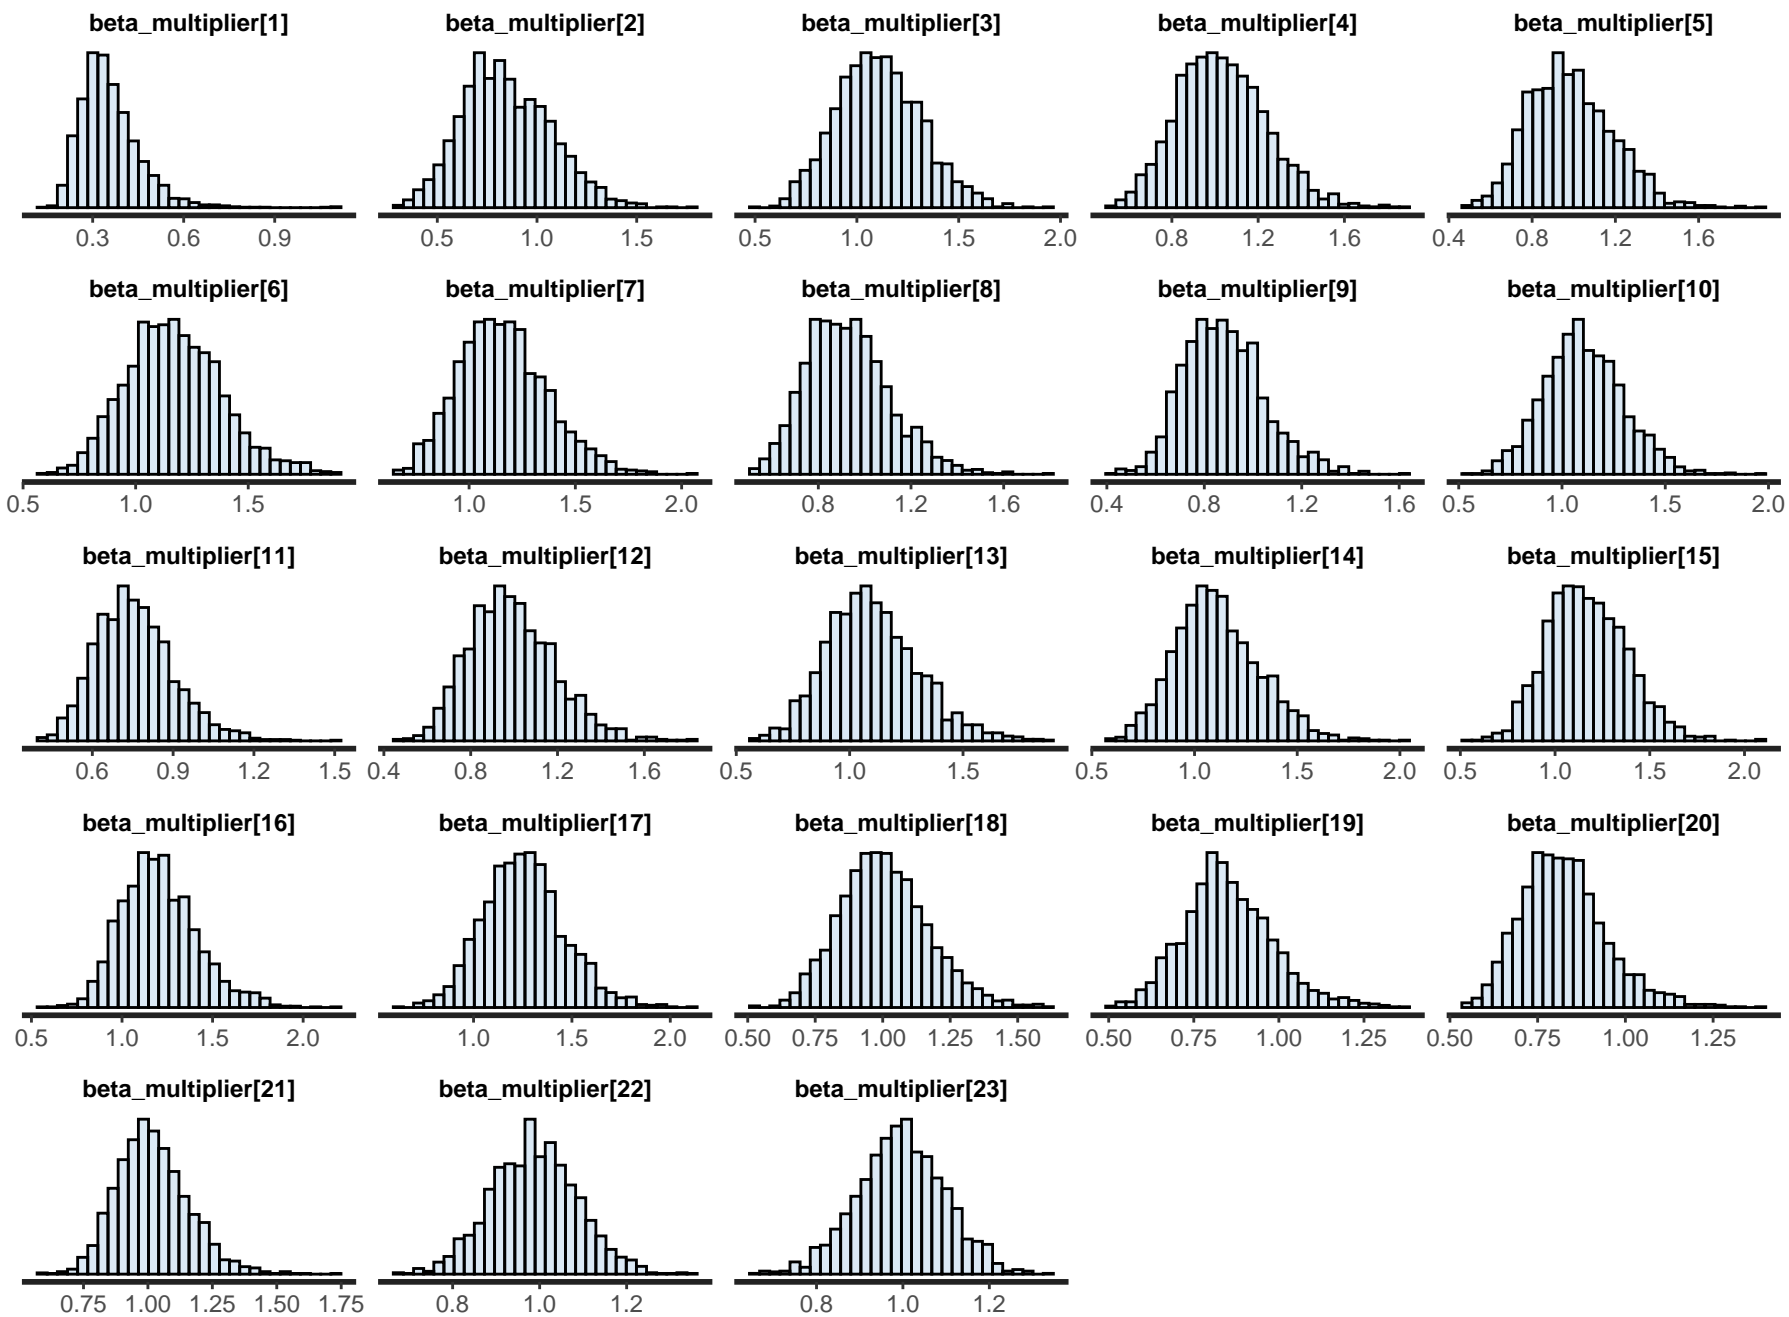 beta_multiplier[1] beta_multiplier[2] beta_multiplier[3] beta_multiplier[4] beta_multiplier[5]
0.3 0.6 0.9 0.5 1.0 1.5 0.5 1.0 1.5 2.0 0.8 1.2 1.6 0.4 0.8 1.2 1.6
beta_multiplier[6] beta_multiplier[7] beta_multiplier[8] beta_multiplier[9] beta_multiplier[10]
0.5 1.0 1.5 1.0 1.5 2.0 0.8 1.2 1.6 0.4 0.8 1.2 1.6 0.5 1.0 1.5 2.0
beta_multiplier[11] beta_multiplier[12] beta_multiplier[13] beta_multiplier[14] beta_multiplier[15]
0.6 0.9 1.2 1.5 0.4 0.8 1.2 1.6 0.5 1.0 1.5 0.5 1.0 1.5 2.0 0.5 1.0 1.5 2.0
beta_multiplier[16] beta_multiplier[17] beta_multiplier[18] beta_multiplier[19] beta_multiplier[20]
0.5 1.0 1.5 2.0 1.0 1.5 2.0 0.50 0.75 1.00 1.25 1.50 0.50 0.75 1.00 1.25 0.50 0.75 1.00 1.25
beta_multiplier[21] beta_multiplier[22] beta_multiplier[23]
0.75 1.00 1.25 1.50 1.75 0.8 1.0 1.2 0.8 1.0 1.2